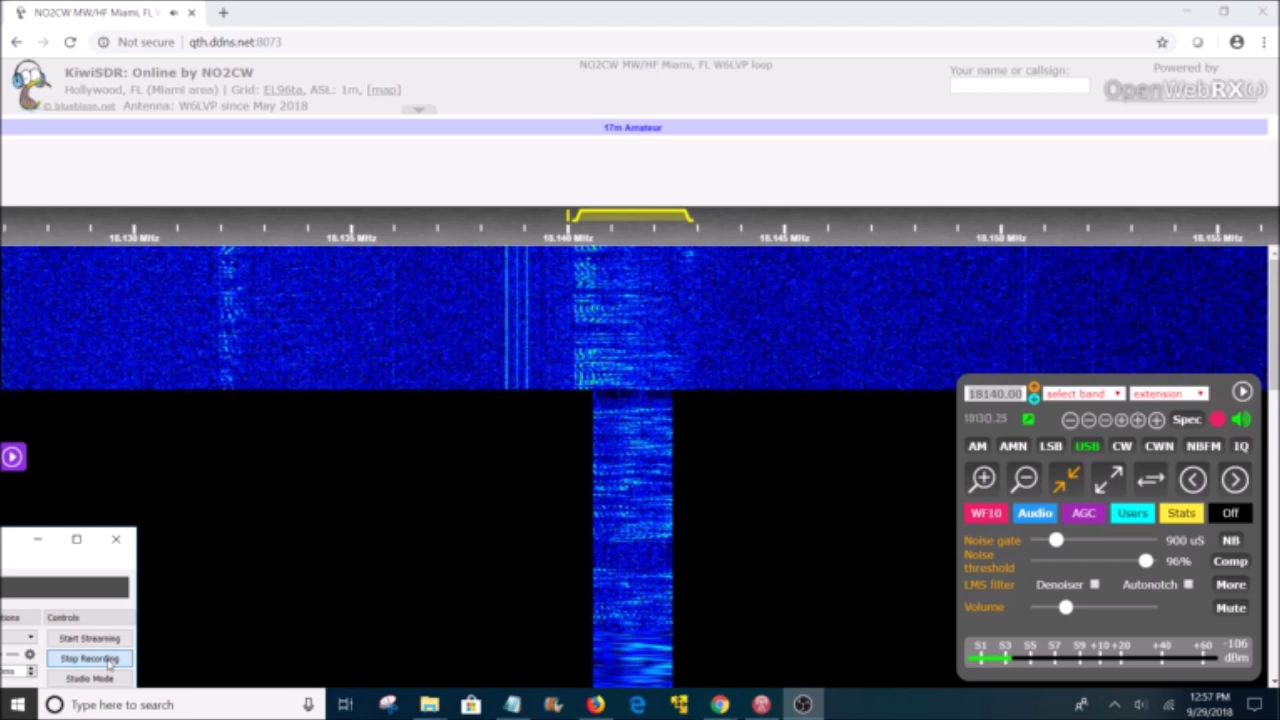 NO2CW MW/HF Miami, FL
Not secure | qth.ddns.net:8073
KiwiSDR: Online by NO2CW
Hollywood, FL (Miami area) | Grid: EL96ta, ASL: 1m, [map]
© bluebison.net Antenna: W6LVP since May 2018
NO2CW MW/HF Miami, FL W6LVP loop
Your name or callsign:
Powered by
OpenWebRX
17m Amateur
18.130 MHz 18.135 MHz 18.140 MHz 18.145 MHz 18.150 MHz 18.155 MHz
18140.00 select band extension
18130.25 Spec
AM AMN LSB USB CW CWN NBFM IQ
WF10 Audio AGC Users Stats Off
Noise gate 900 uS NB
Noise threshold 96% Comp
LMS filter Denoiser Autonotch More
Volume Mute
S1 S3 S5 S7 S9 +10 +20 +40 +60 -106 dBm
tions Controls
Start Streaming
Stop Recording
ms Studio Mode
Type here to search
12:57 PM
9/29/2018